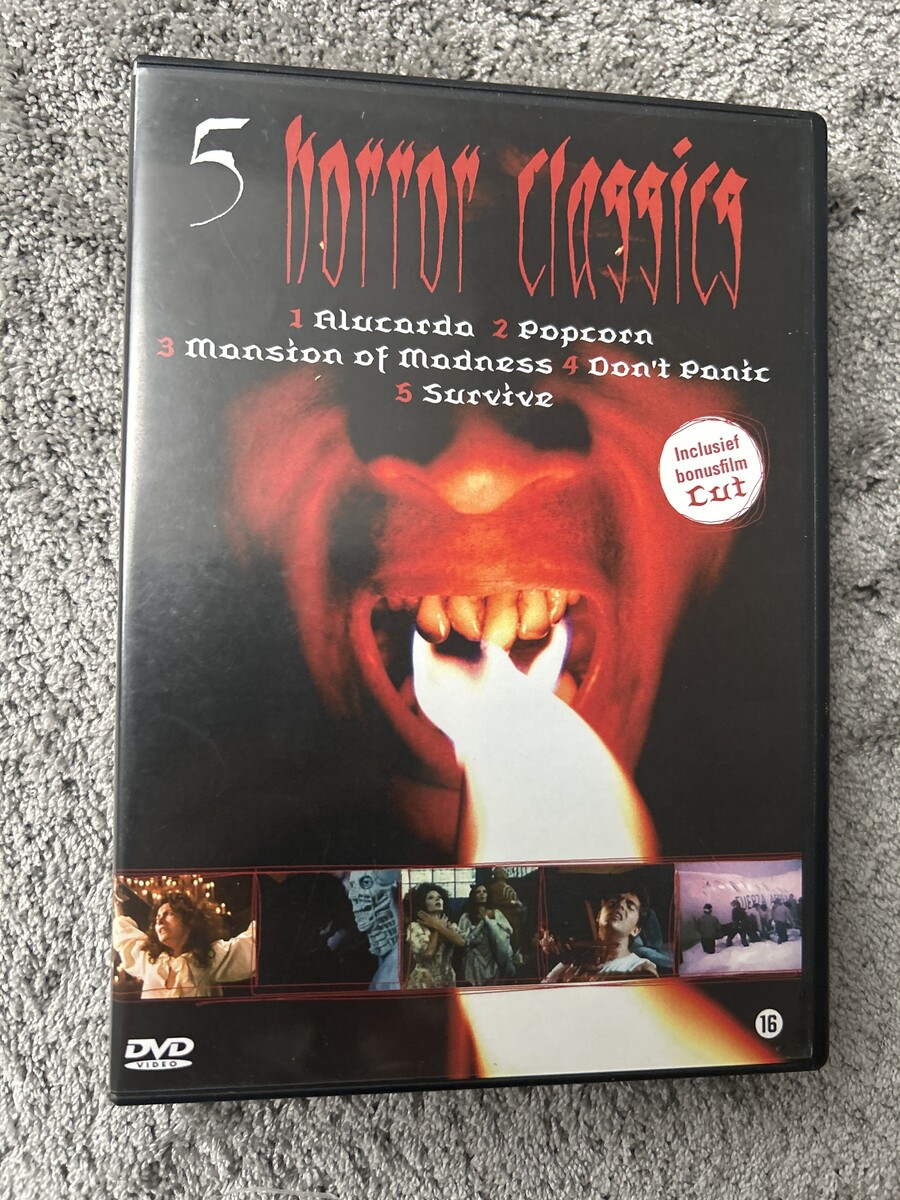 5 horror classics
1 Alucarda 2 Popcorn
3 Mansion of Madness 4 Don't Panic
5 Survive
Inclusief
bonusfilm
Cut
FUERZA
DVD
VIDEO
16